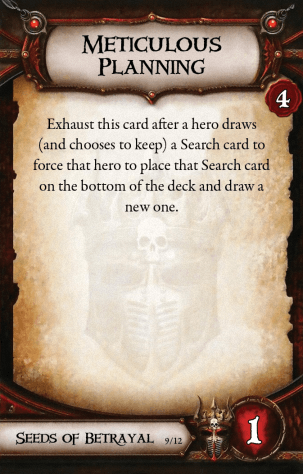 Meticulous
Planning
4
Exhaust this card after a hero draws
(and chooses to keep) a Search card to
force that hero to place that Search card
on the bottom of the deck and draw a
new one.
Seeds of Betrayal 9/12
1